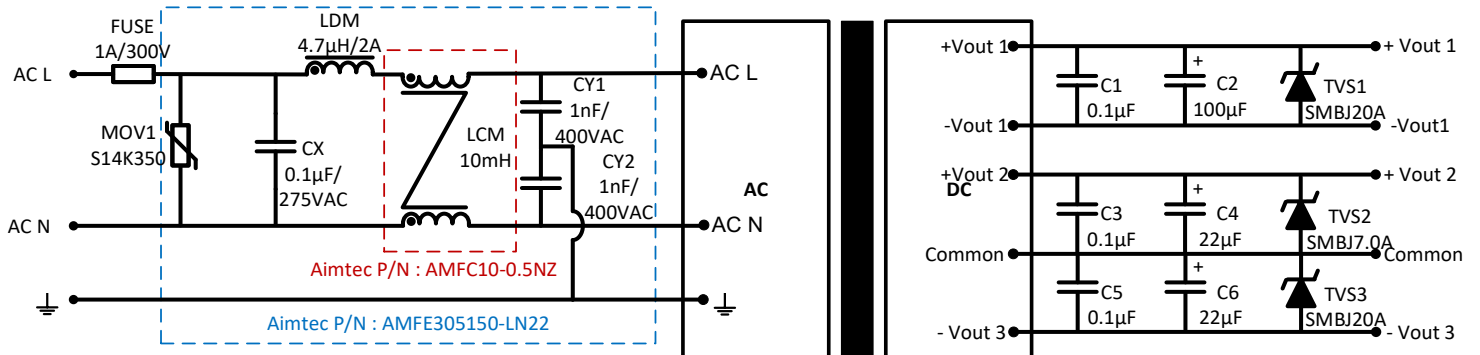 FUSE
1A/300V
LDM
4.7µH/2A
AC L
MOV1
S14K350
CX
0.1µF/
275VAC
LCM
10mH
CY1
1nF/
400VAC
CY2
1nF/
400VAC
AC L
AC N
AC N
Aimtec P/N : AMFC10-0.5NZ
Aimtec P/N : AMFE305150-LN22
AC
DC
+Vout 1
-Vout 1
+Vout 2
Common
- Vout 3
C1
0.1µF
+
C2
100µF
TVS1
SMBJ20A
+ Vout 1
-Vout1
C3
0.1µF
+
C4
22µF
TVS2
SMBJ7.0A
+ Vout 2
Common
C5
0.1µF
+
C6
22µF
TVS3
SMBJ20A
- Vout 3